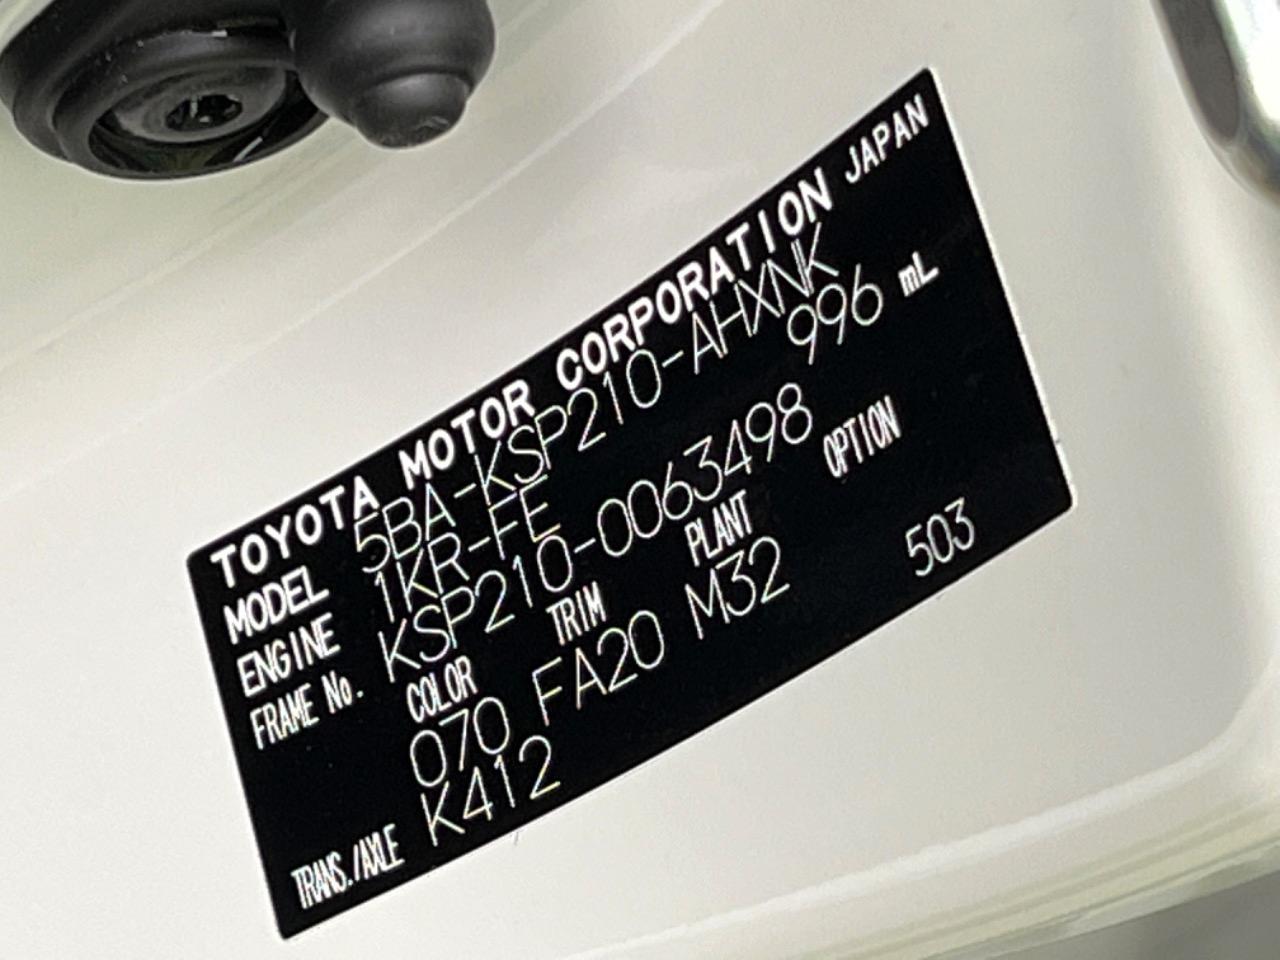 TOYOTA MOTOR CORPORATION JAPAN
MODEL 5BA-KSP210-AHXNK
ENGINE 1KR-FE 996 mL
FRAME No. KSP210-0063498
COLOR TRIM PLANT OPTION
070 FA20 M32 503
TRANS./AXLE K412